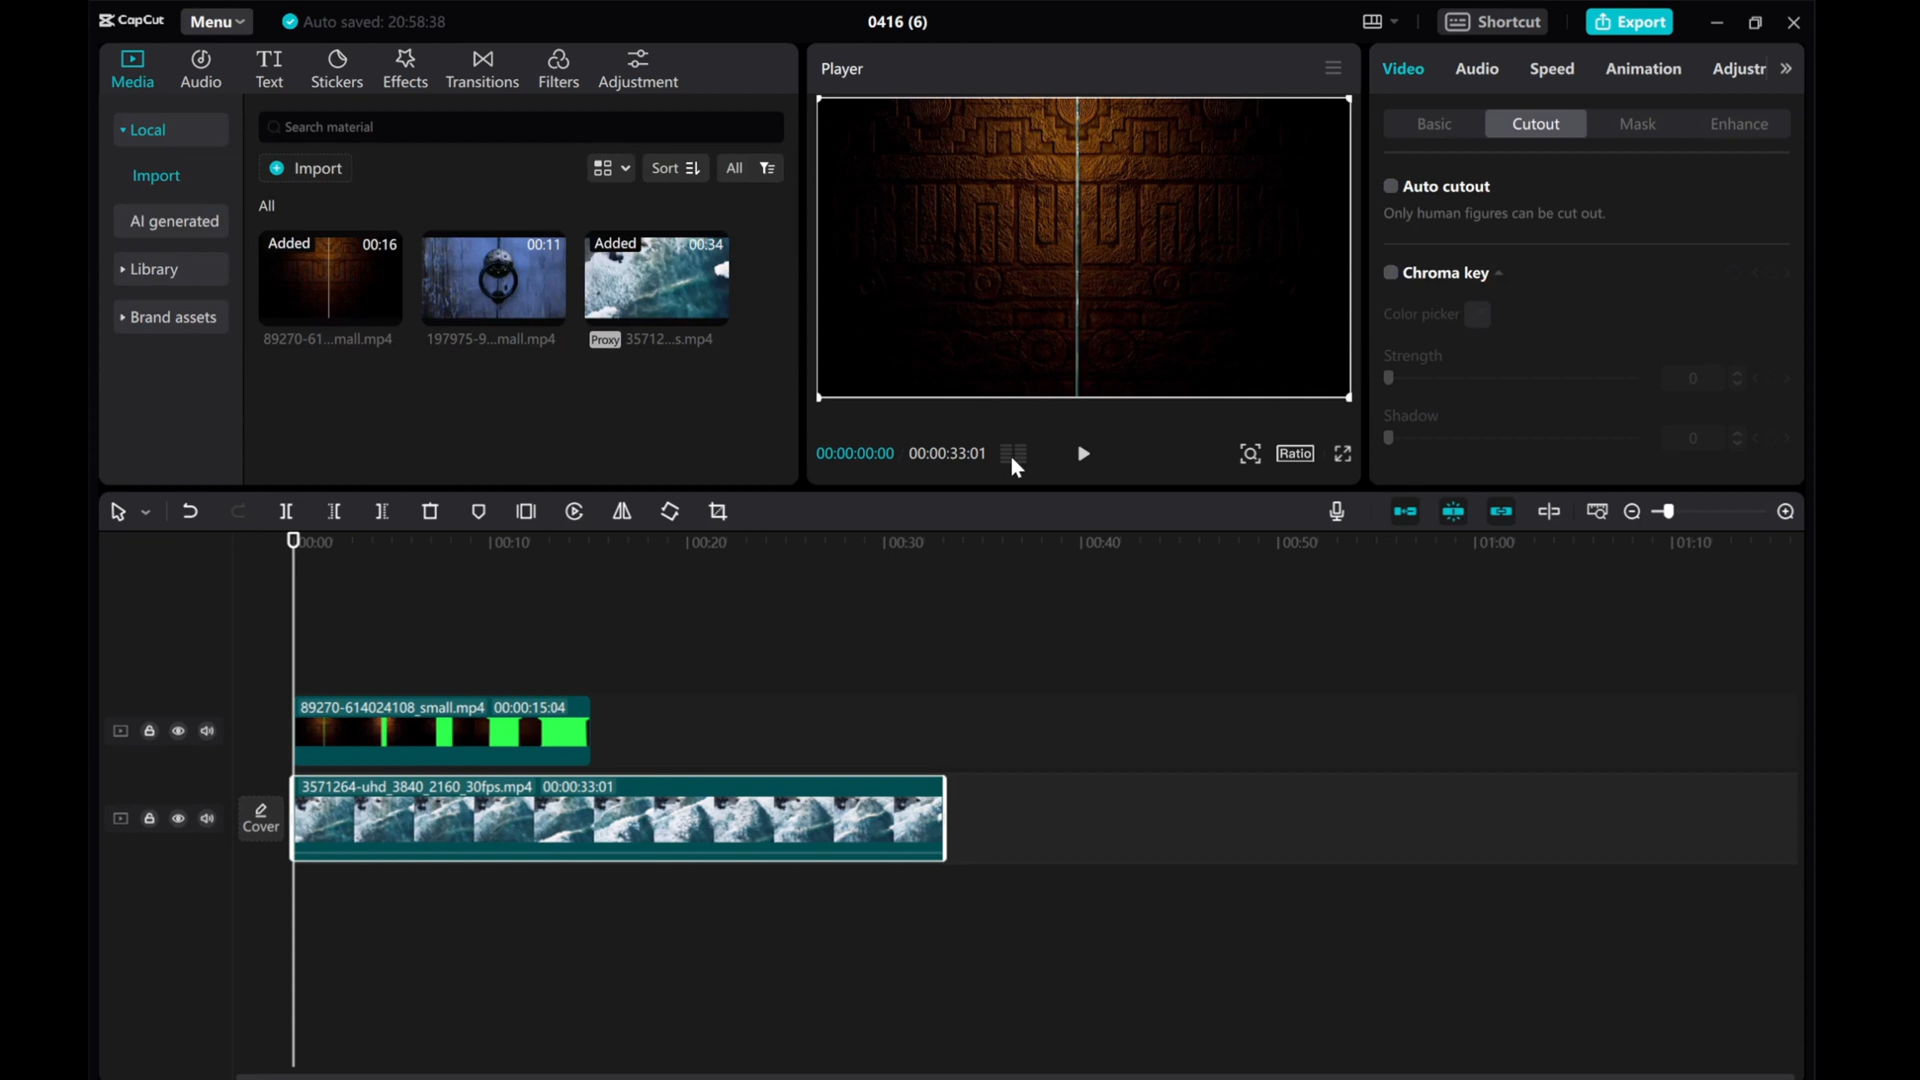 CapCut
Menu
Auto saved: 20:58:38
0416 (6)
Shortcut
Export
Media
Audio
Text
Stickers
Effects
Transitions
Filters
Adjustment
Local
Import
AI generated
Library
Brand assets
Search material
Import
Sort
All
All
Added
00:16
89270-61...mall.mp4
00:11
197975-9...mall.mp4
Added
00:34
Proxy
35712...s.mp4
Player
00:00:00:00
00:00:33:01
Ratio
Video
Audio
Speed
Animation
Adjustr
Basic
Cutout
Mask
Enhance
Auto cutout
Only human figures can be cut out.
Chroma key
Color picker
Strength
0
Shadow
0
00:00
00:10
00:20
00:30
00:40
00:50
01:00
01:10
89270-614024108_small.mp4 00:00:15:04
3571264-uhd_3840_2160_30fps.mp4 00:00:33:01
Cover